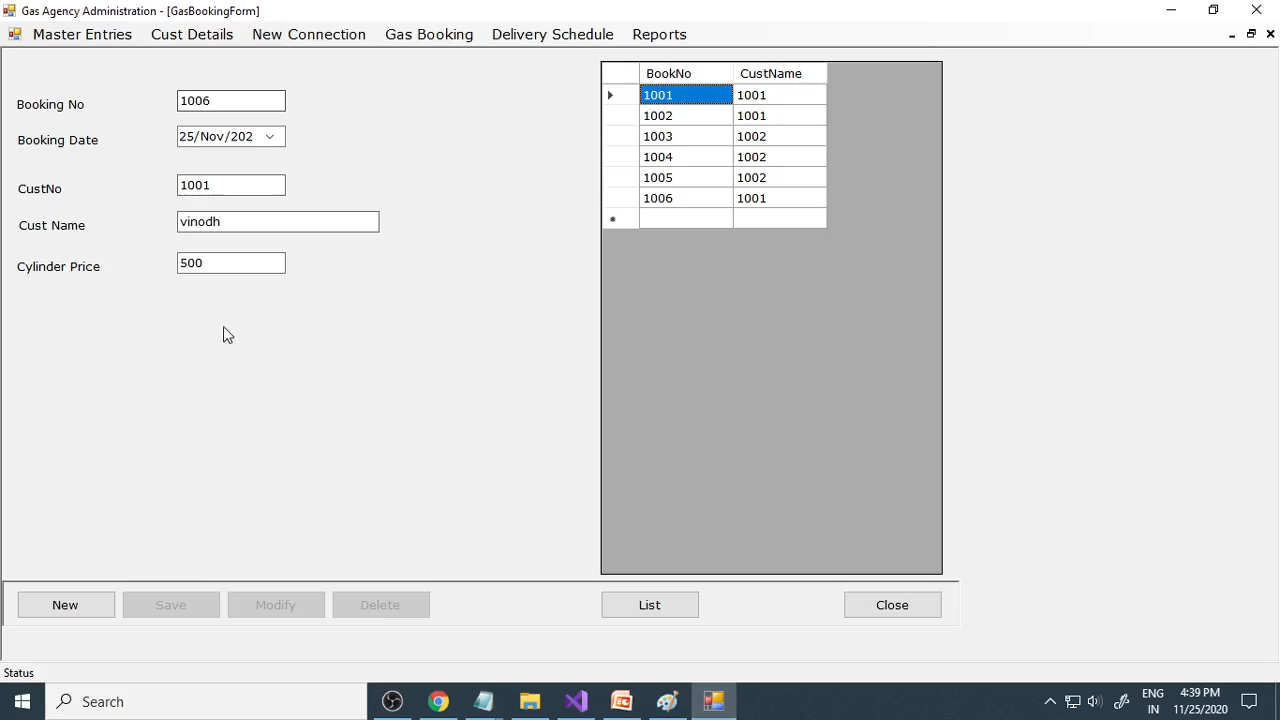 Gas Agency Administration - [GasBookingForm]
Master Entries Cust Details New Connection Gas Booking Delivery Schedule Reports
Booking No 1006
Booking Date 25/Nov/202
CustNo 1001
Cust Name vinodh
Cylinder Price 500
BookNo CustName
1001 1001
1002 1001
1003 1002
1004 1002
1005 1002
1006 1001
New Save Modify Delete List Close
Status
Search
ENG
IN
4:39 PM
11/25/2020